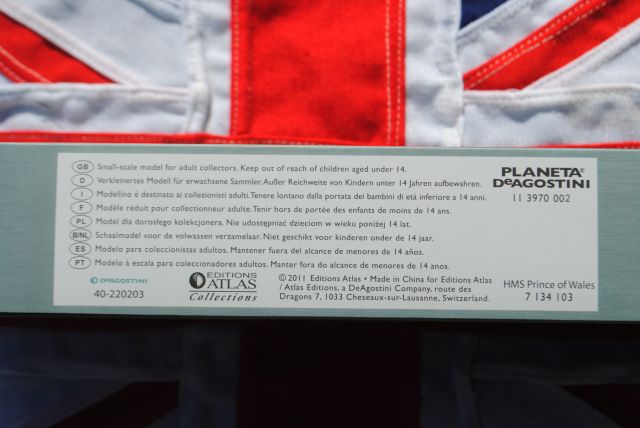 GB Small-scale model for adult collectors. Keep out of reach of children aged under 14.
D Verkleinertes Modell für erwachsene Sammler. Außer Reichweite von Kindern unter 14 Jahren aufbewahren.
I Modellino è destinato ai collezionisti adulti. Tenere lontano dalla portata dei bambini di età inferiore a 14 anni.
F Modèle réduit pour collectionneur adulte. Tenir hors de portée des enfants de moins de 14 ans.
PL Model dla dorosłego kolekcjonera. Nie udostępniać dzieciom w wieku poniżej 14 lat.
B/NL Schaalmodel voor de volwassen verzamelaar. Niet geschikt voor kinderen onder de 14 jaar.
ES Modelo para coleccionistas adultos. Mantener fuera del alcance de menores de 14 años.
PT Modelo à escala para coleccionadores adultos. Manter fora do alcance de menores de 14 anos.
PLANETA DeAGOSTINI
11 3970 002
DeAGOSTINI
40-220203
EDITIONS
ATLAS
Collections
©2011 Editions Atlas • Made in China for Editions Atlas
/ Atlas Editions, a DeAgostini Company, route des
Dragons 7, 1033 Cheseaux-sur-Lausanne, Switzerland.
HMS Prince of Wales
7 134 103